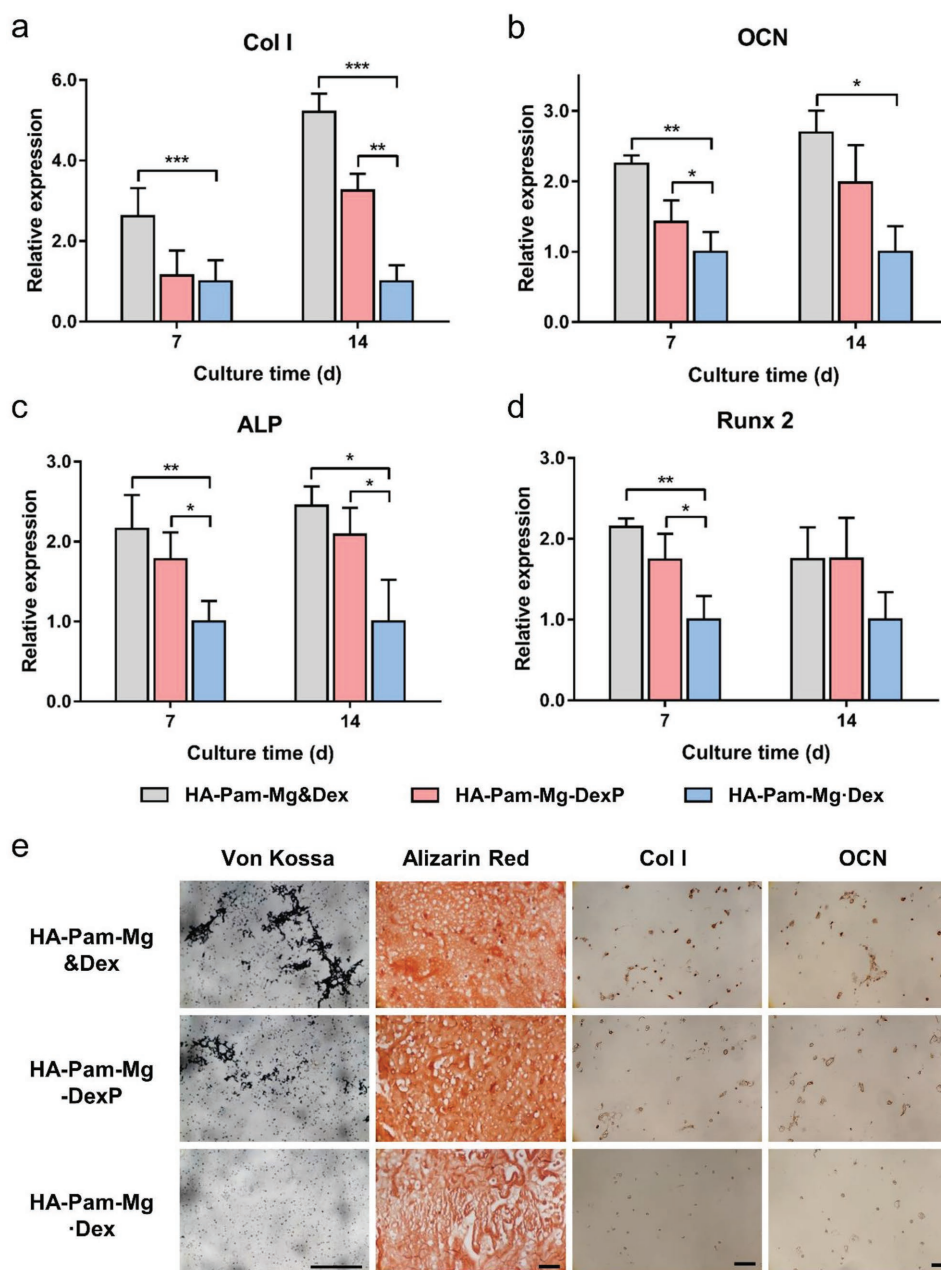 a
Col I
Relative expression
6.0
4.0
2.0
0.0
***
***
**
7
14
Culture time (d)
b
OCN
Relative expression
3.0
2.0
1.0
0.0
**
*
*
7
14
Culture time (d)
c
ALP
Relative expression
3.0
2.0
1.0
0.0
**
*
*
*
7
14
Culture time (d)
d
Runx 2
Relative expression
3.0
2.0
1.0
0.0
**
*
7
14
Culture time (d)
HA-Pam-Mg&Dex HA-Pam-Mg-DexP HA-Pam-Mg·Dex
e
Von Kossa Alizarin Red Col I OCN
HA-Pam-Mg
&Dex
HA-Pam-Mg
-DexP
HA-Pam-Mg
·Dex